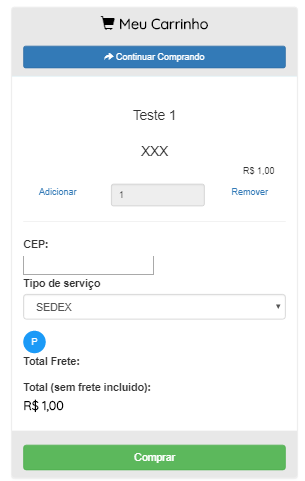 Meu Carrinho
Continuar Comprando
Teste 1
XXX
R$ 1,00
Adicionar 1 Remover
CEP:
Tipo de serviço
SEDEX
P
Total Frete:
Total (sem frete incluido):
R$ 1,00
Comprar